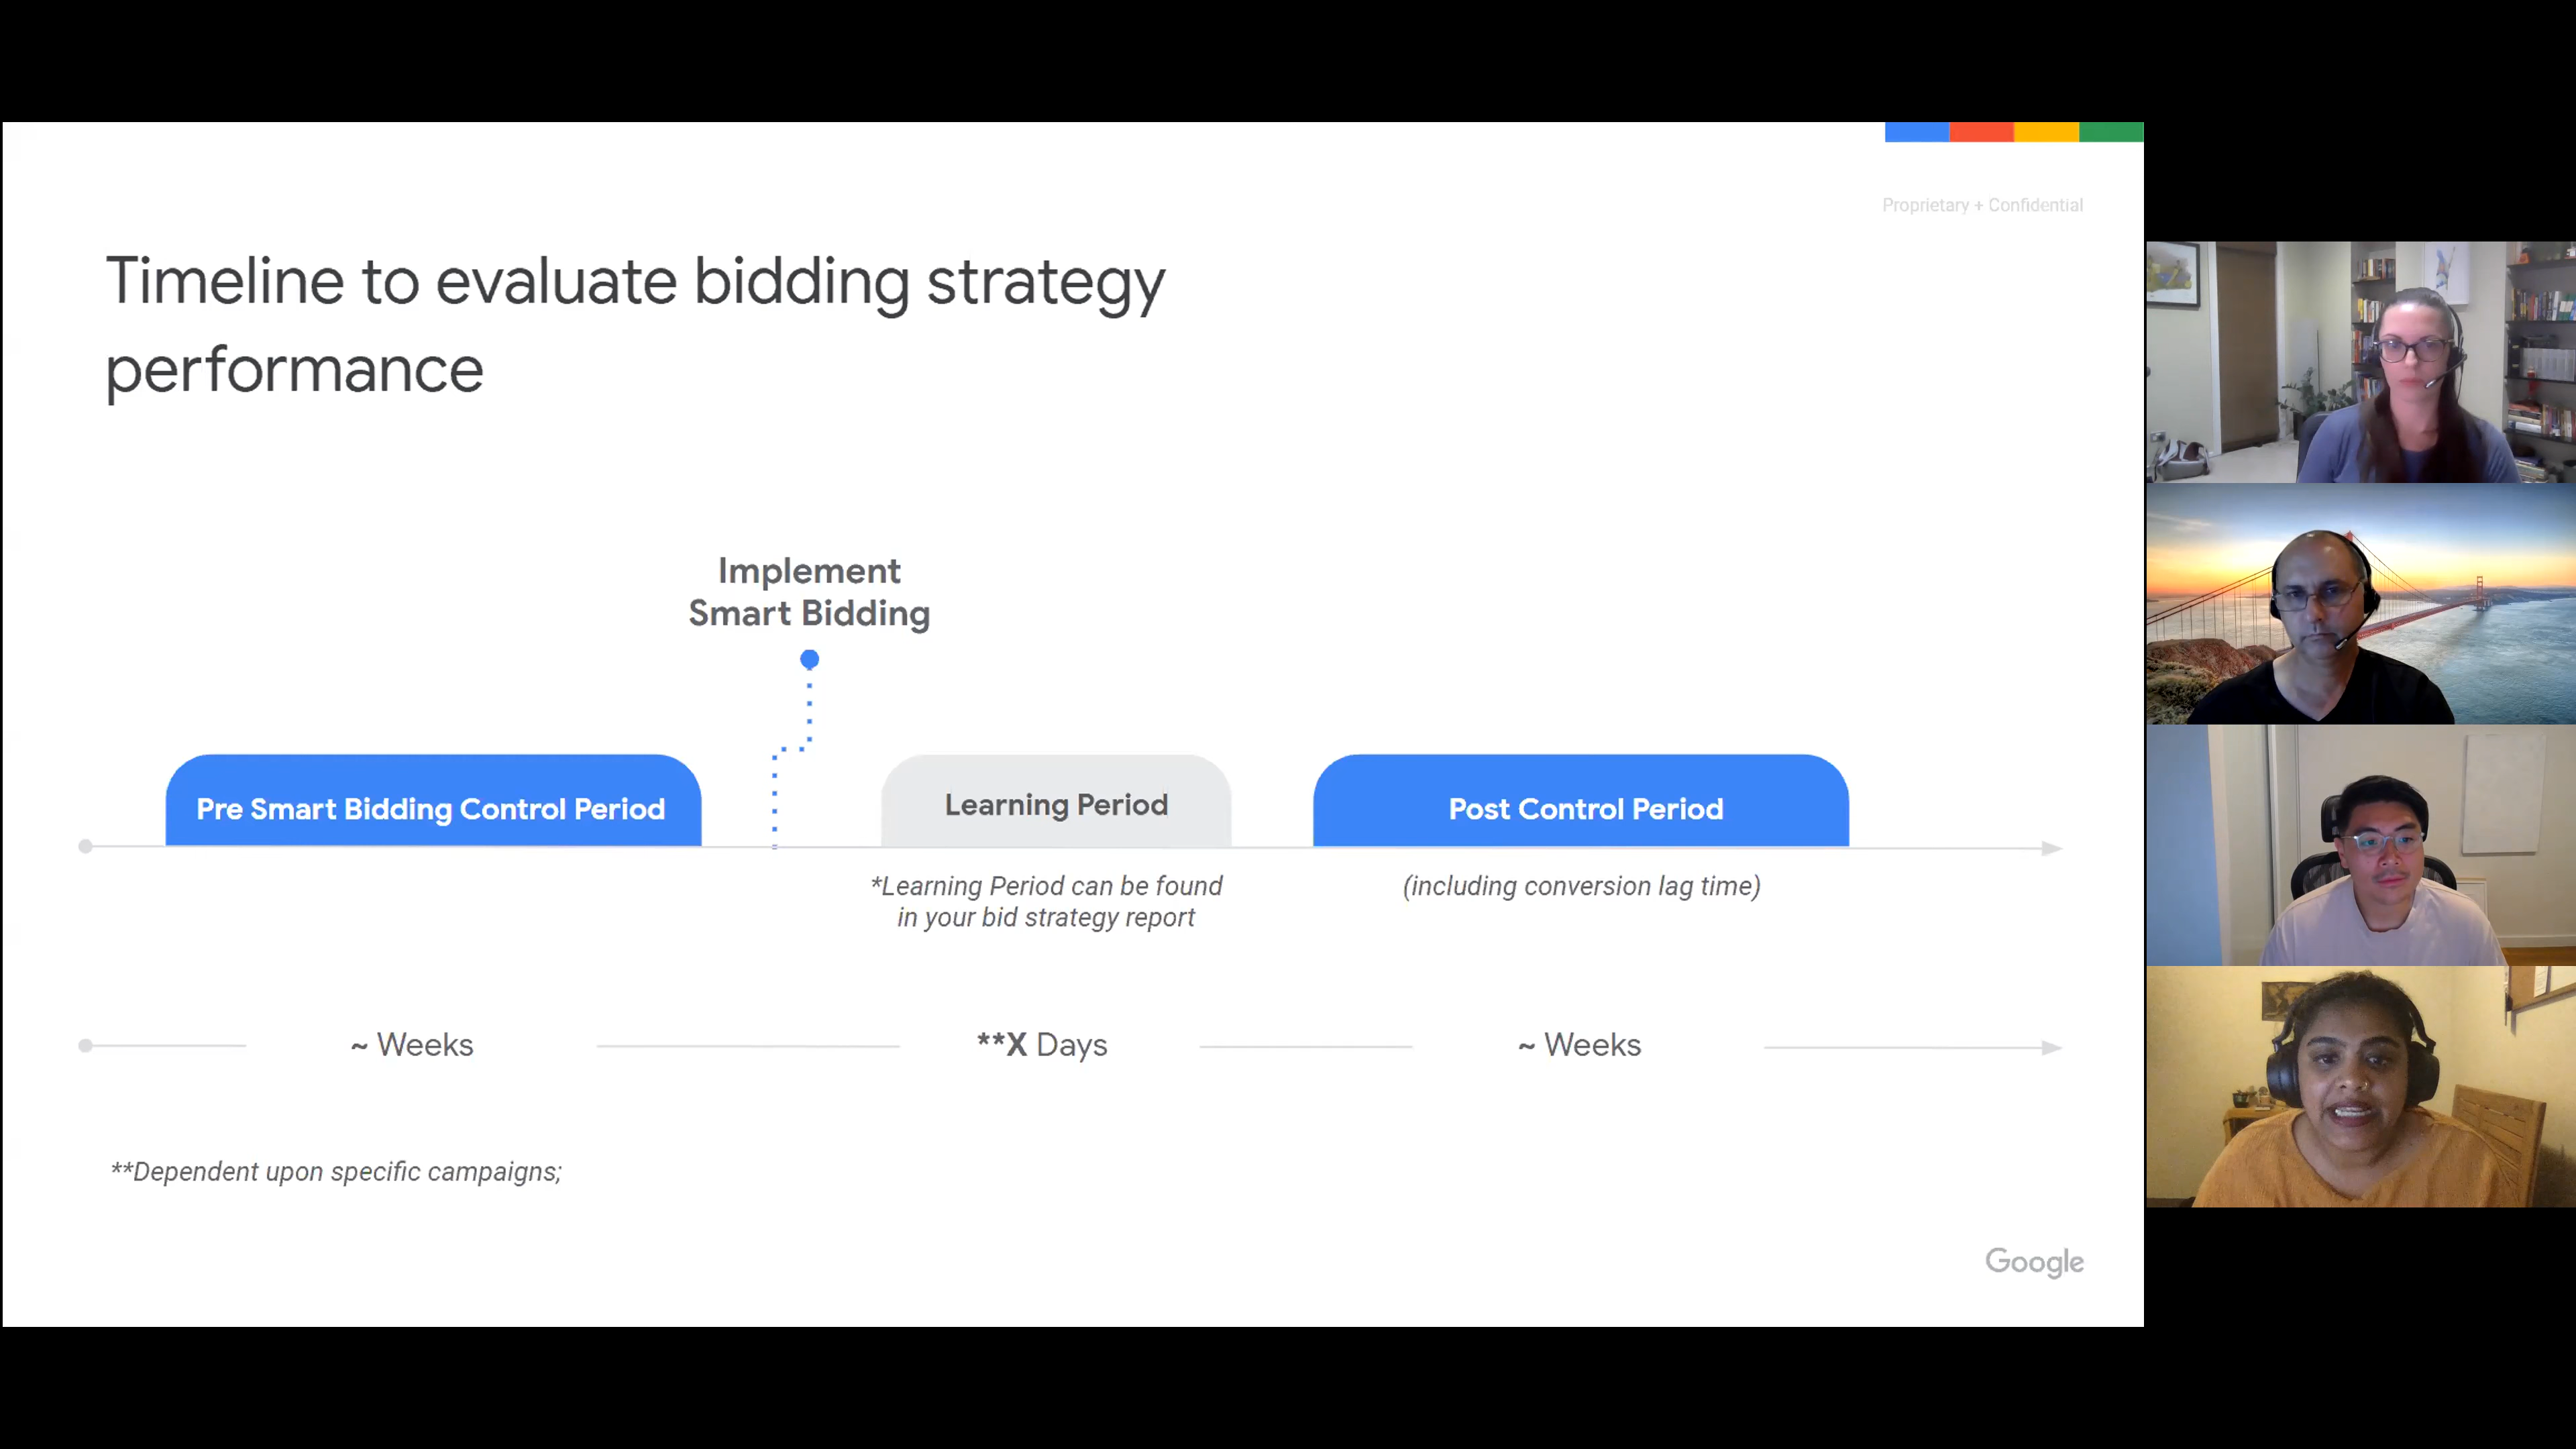 Proprietary + Confidential
Timeline to evaluate bidding strategy
performance
Implement
Smart Bidding
Pre Smart Bidding Control Period
Learning Period
Post Control Period
*Learning Period can be found
in your bid strategy report
(including conversion lag time)
~ Weeks
**X Days
~ Weeks
**Dependent upon specific campaigns;
Google